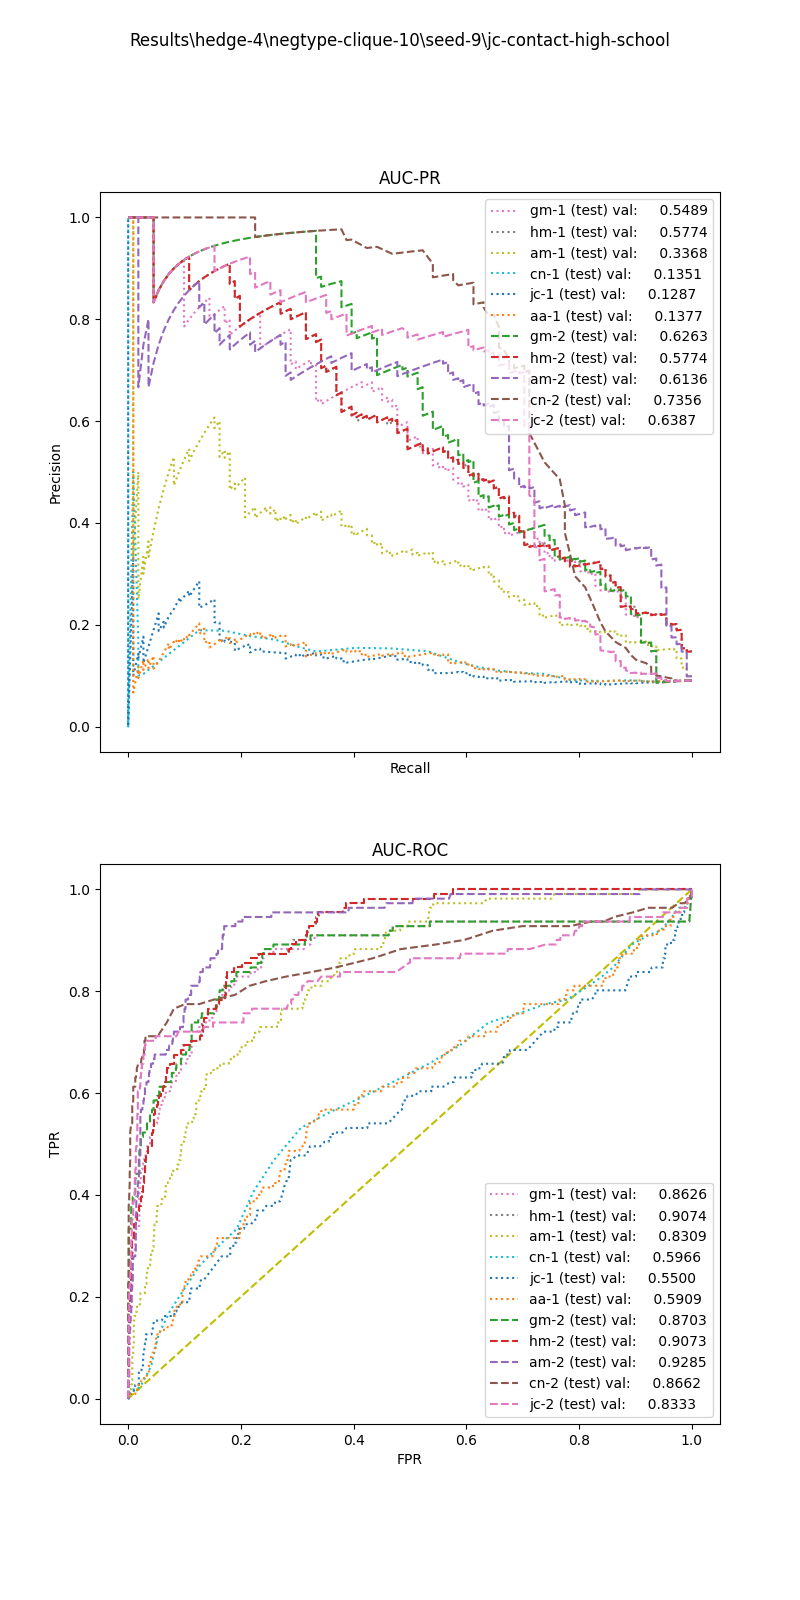 Results\hedge-4\negtype-clique-10\seed-9\jc-contact-high-school
AUC-PR
gm-1 (test) val: 0.5489
hm-1 (test) val: 0.5774
am-1 (test) val: 0.3368
cn-1 (test) val: 0.1351
jc-1 (test) val: 0.1287
aa-1 (test) val: 0.1377
gm-2 (test) val: 0.6263
hm-2 (test) val: 0.5774
am-2 (test) val: 0.6136
cn-2 (test) val: 0.7356
jc-2 (test) val: 0.6387
1.0
0.8
0.6
0.4
0.2
0.0
Precision
Recall
AUC-ROC
1.0
0.8
0.6
0.4
0.2
0.0
TPR
gm-1 (test) val: 0.8626
hm-1 (test) val: 0.9074
am-1 (test) val: 0.8309
cn-1 (test) val: 0.5966
jc-1 (test) val: 0.5500
aa-1 (test) val: 0.5909
gm-2 (test) val: 0.8703
hm-2 (test) val: 0.9073
am-2 (test) val: 0.9285
cn-2 (test) val: 0.8662
jc-2 (test) val: 0.8333
0.0 0.2 0.4 0.6 0.8 1.0
FPR